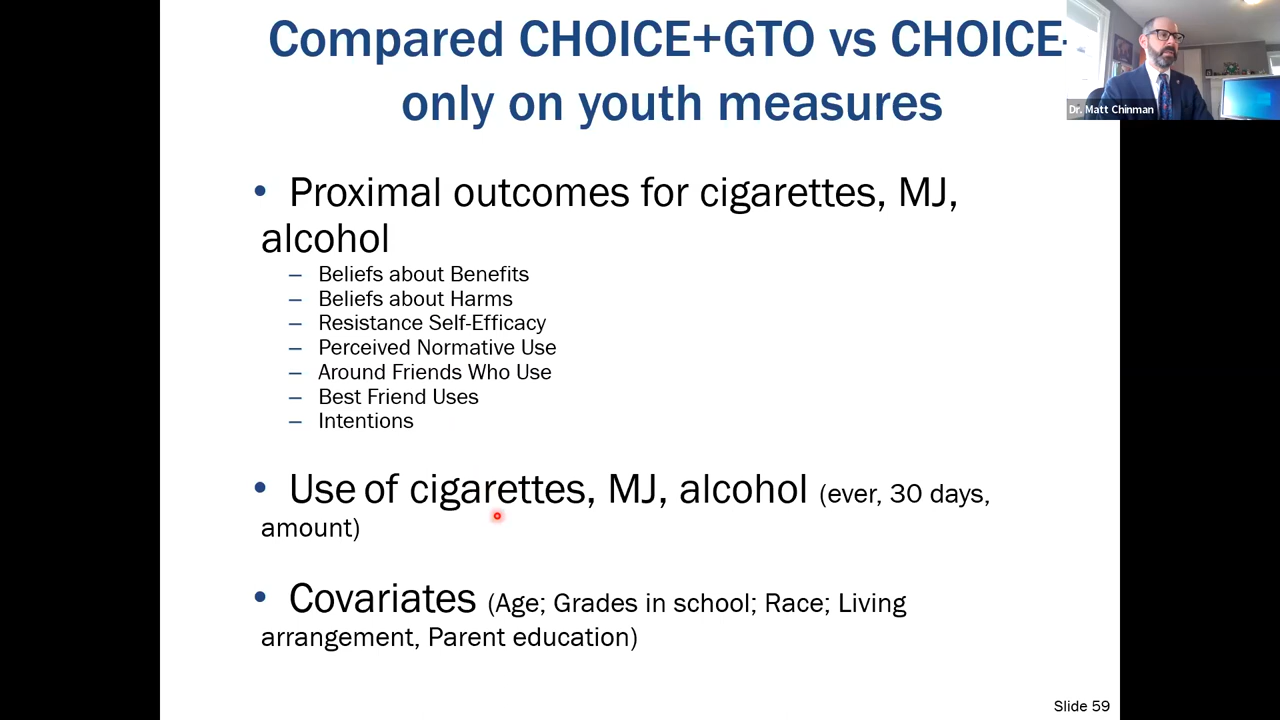 Compared CHOICE+GTO vs CHOICE-
only on youth measures
Dr. Matt Chinman
• Proximal outcomes for cigarettes, MJ,
alcohol
– Beliefs about Benefits
– Beliefs about Harms
– Resistance Self-Efficacy
– Perceived Normative Use
– Around Friends Who Use
– Best Friend Uses
– Intentions
• Use of cigarettes, MJ, alcohol (ever, 30 days,
amount)
• Covariates (Age; Grades in school; Race; Living
arrangement, Parent education)
Slide 59